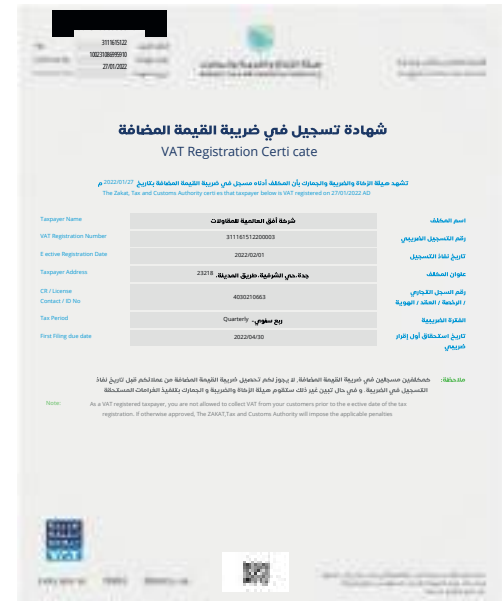 3111615122
100231086995910
27/01/2022
شهادة تسجيل في ضريبة القيمة المضافة
VAT Registration Certi cate
تشهد هيئة الزكاة والضريبة والجمارك بأن المكلف أدناه مسجل في ضريبة القيمة المضافة بتاريخ 2022/01/27 م
The Zakat, Tax and Customs Authority certi es that taxpayer below is VAT registered on 27/01/2022 AD
Taxpayer Name شركة أفق العالمية للمقاولات اسم المكلف
VAT Registration Number 311161512200003 رقم التسجيل الضريبي
E ective Registration Date 2022/02/01 تاريخ نفاذ التسجيل
Taxpayer Address جدة،حي الشرفية،طريق المدينة، 23218 عنوان المكلف
CR / License 4030210663 رقم السجل التجاري
Contact / ID No / الرخصة / العقد / الهوية
Tax Period Quarterly -ربع سنوي الفترة الضريبية
First Filing due date 2022/04/30 تاريخ استحقاق أول إقرار
ضريبي
ملاحظة: كمكلفين مسجلين في ضريبة القيمة المضافة، لا يجوز لكم تحصيل ضريبة القيمة المضافة من عملائكم قبل تاريخ نفاذ
التسجيل في الضريبة. و في حال تبين غير ذلك ستقوم هيئة الزكاة والضريبة و الجمارك بتنفيذ الغرامات المستحقة
Note: As a VAT registered taxpayer, you are not allowed to collect VAT from your customers prior to the e ective date of the tax
registration. if otherwise approved, The ZAKAT,Tax and Customs Authority will impose the applicable penalties
VAT